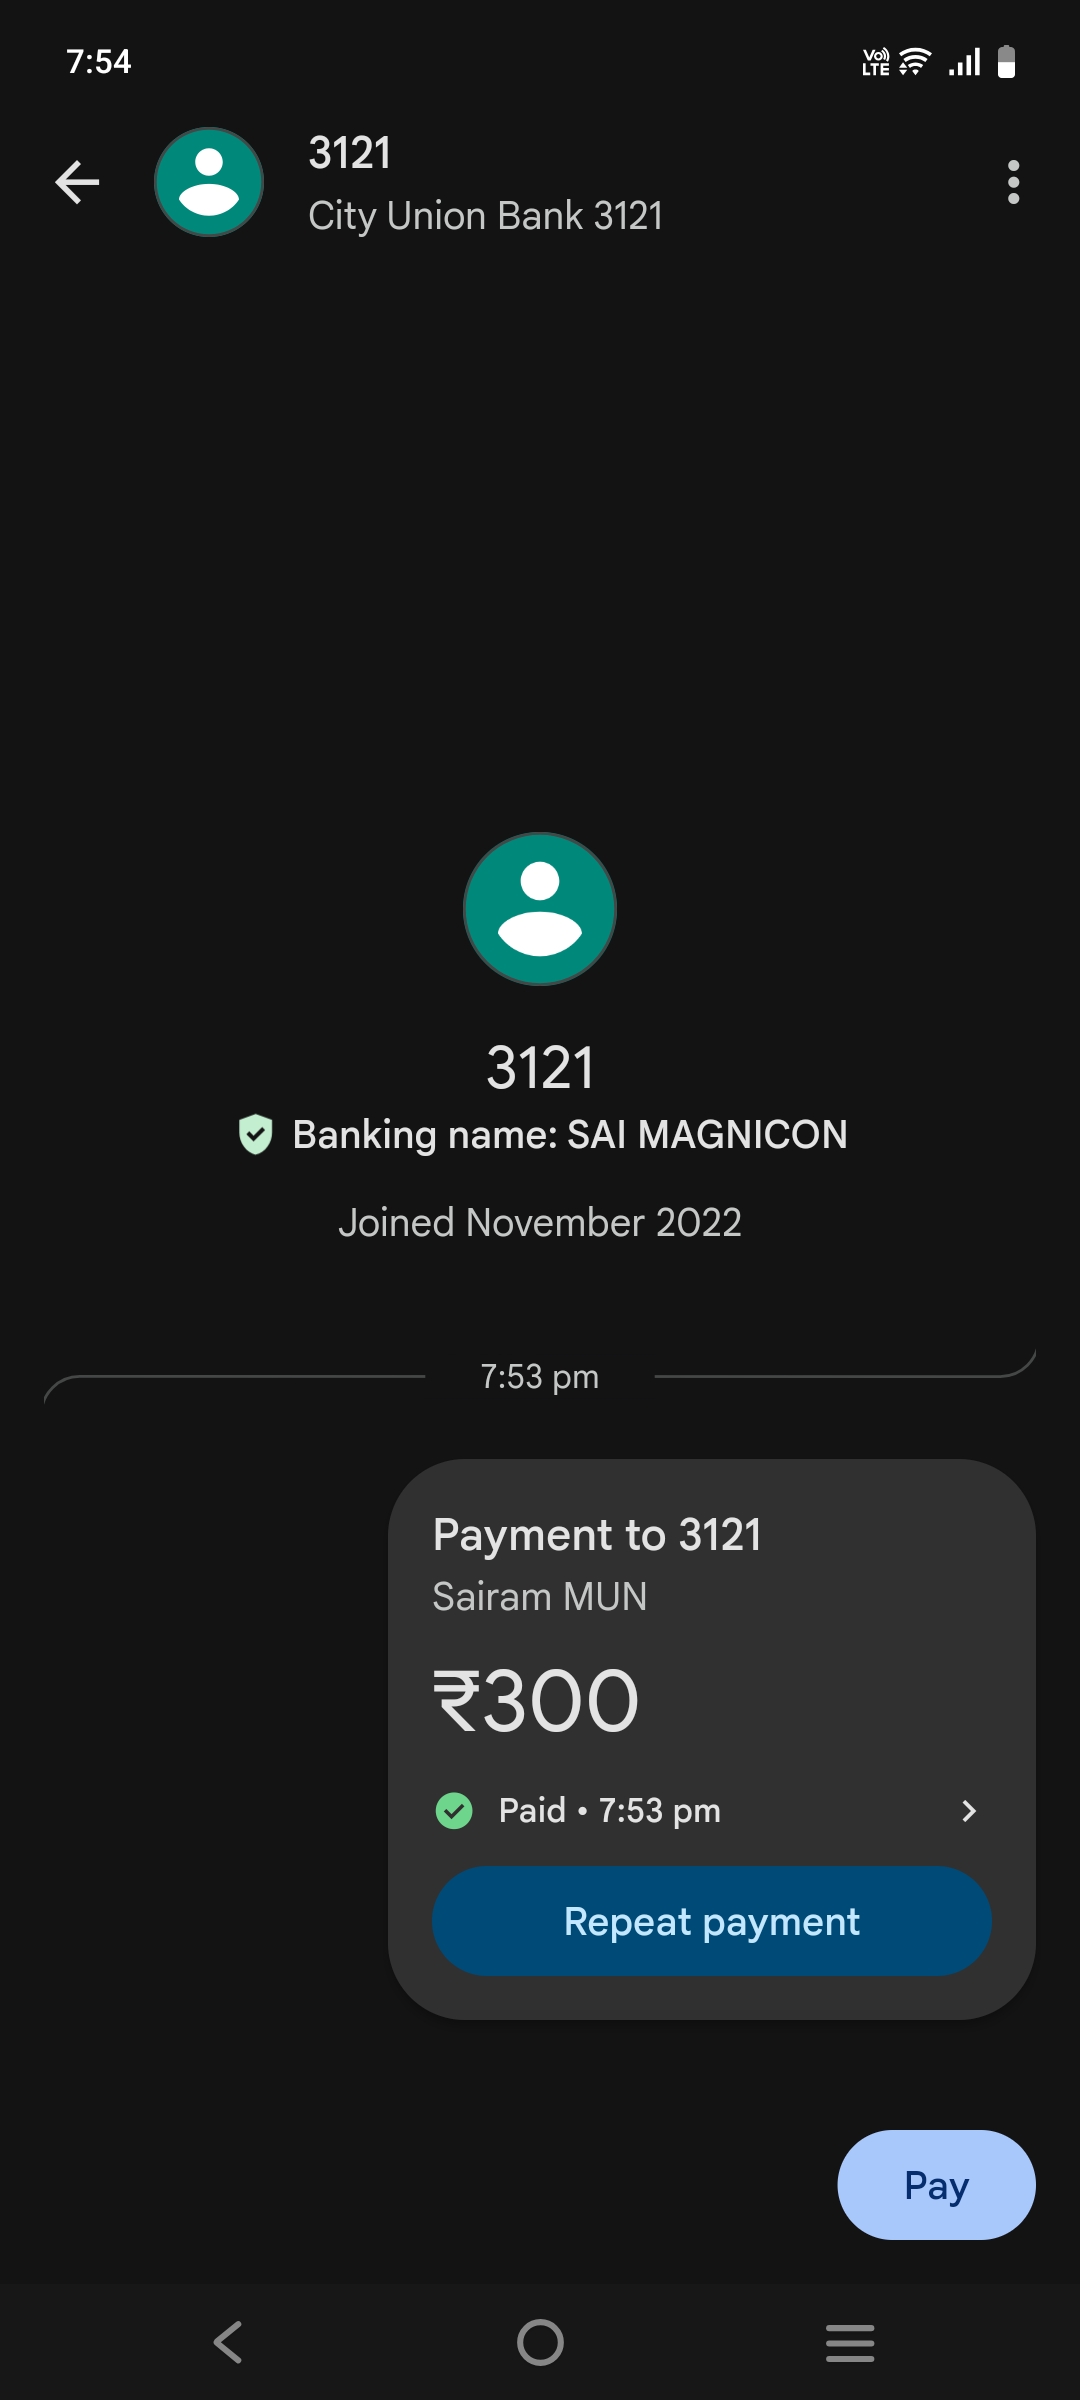 7:54
Vo LTE
3121
City Union Bank 3121
3121
Banking name: SAI MAGNICON
Joined November 2022
7:53 pm
Payment to 3121
Sairam MUN
₹300
Paid • 7:53 pm
Repeat payment
Pay